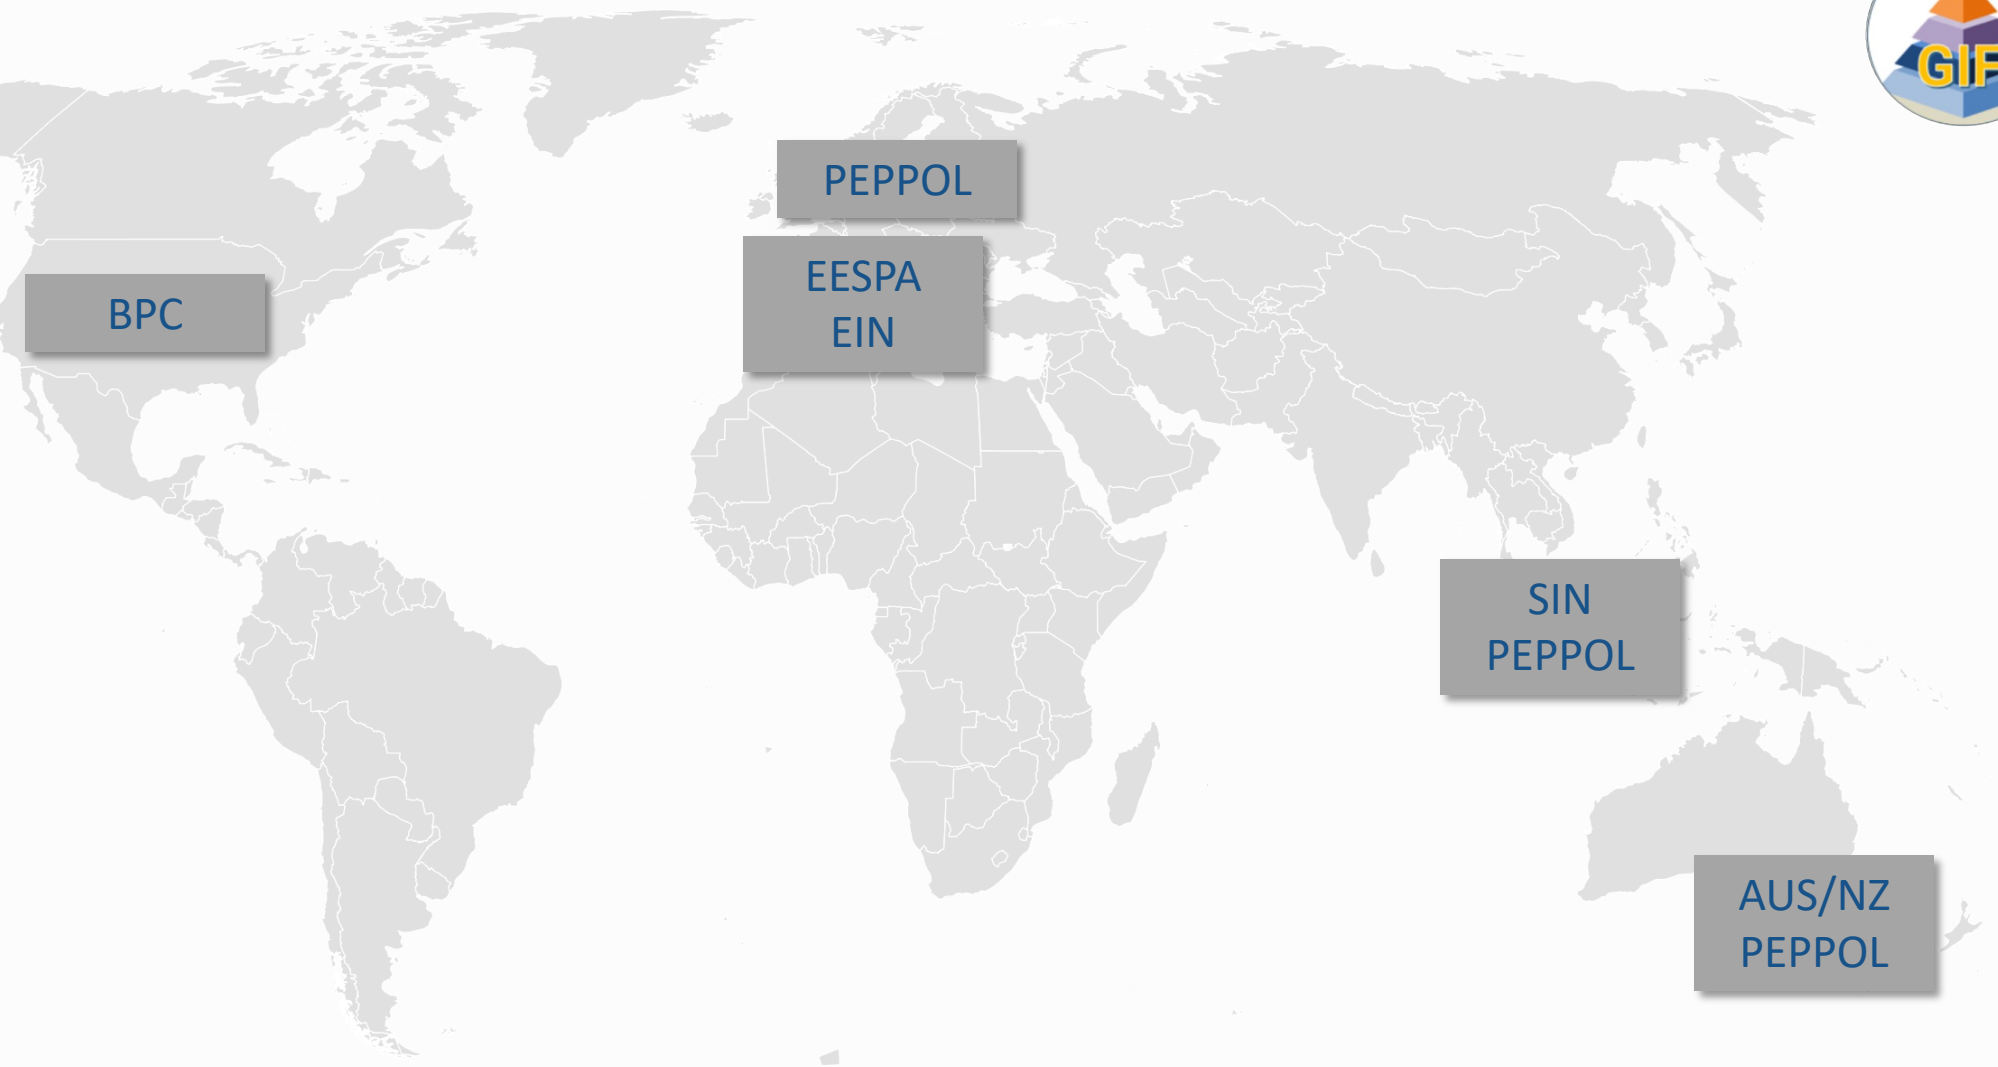 GIF
PEPPOL
EESPA
EIN
BPC
SIN
PEPPOL
AUS/NZ
PEPPOL